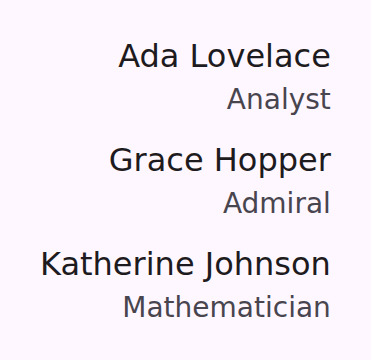 Ada Lovelace
Analyst
Grace Hopper
Admiral
Katherine Johnson
Mathematician